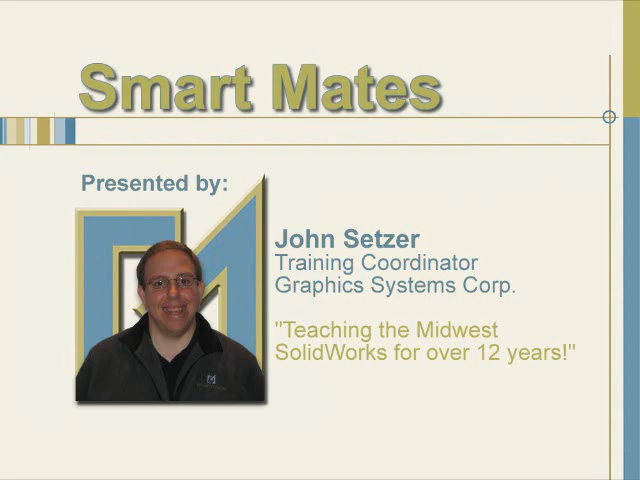 Smart Mates
Presented by:
John Setzer
Training Coordinator
Graphics Systems Corp.
"Teaching the Midwest
SolidWorks for over 12 years!"